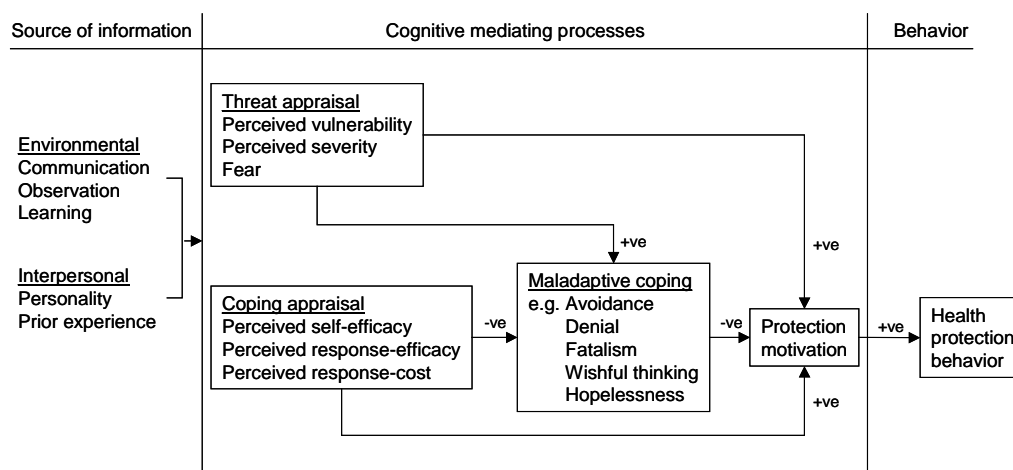 Source of information
Cognitive mediating processes
Behavior
Environmental
Communication
Observation
Learning
Interpersonal
Personality
Prior experience
Threat appraisal
Perceived vulnerability
Perceived severity
Fear
+ve
+ve
Coping appraisal
Perceived self-efficacy
Perceived response-efficacy
Perceived response-cost
-ve
Maladaptive coping
e.g. Avoidance
Denial
Fatalism
Wishful thinking
Hopelessness
-ve
Protection
motivation
+ve
+ve
Health
protection
behavior